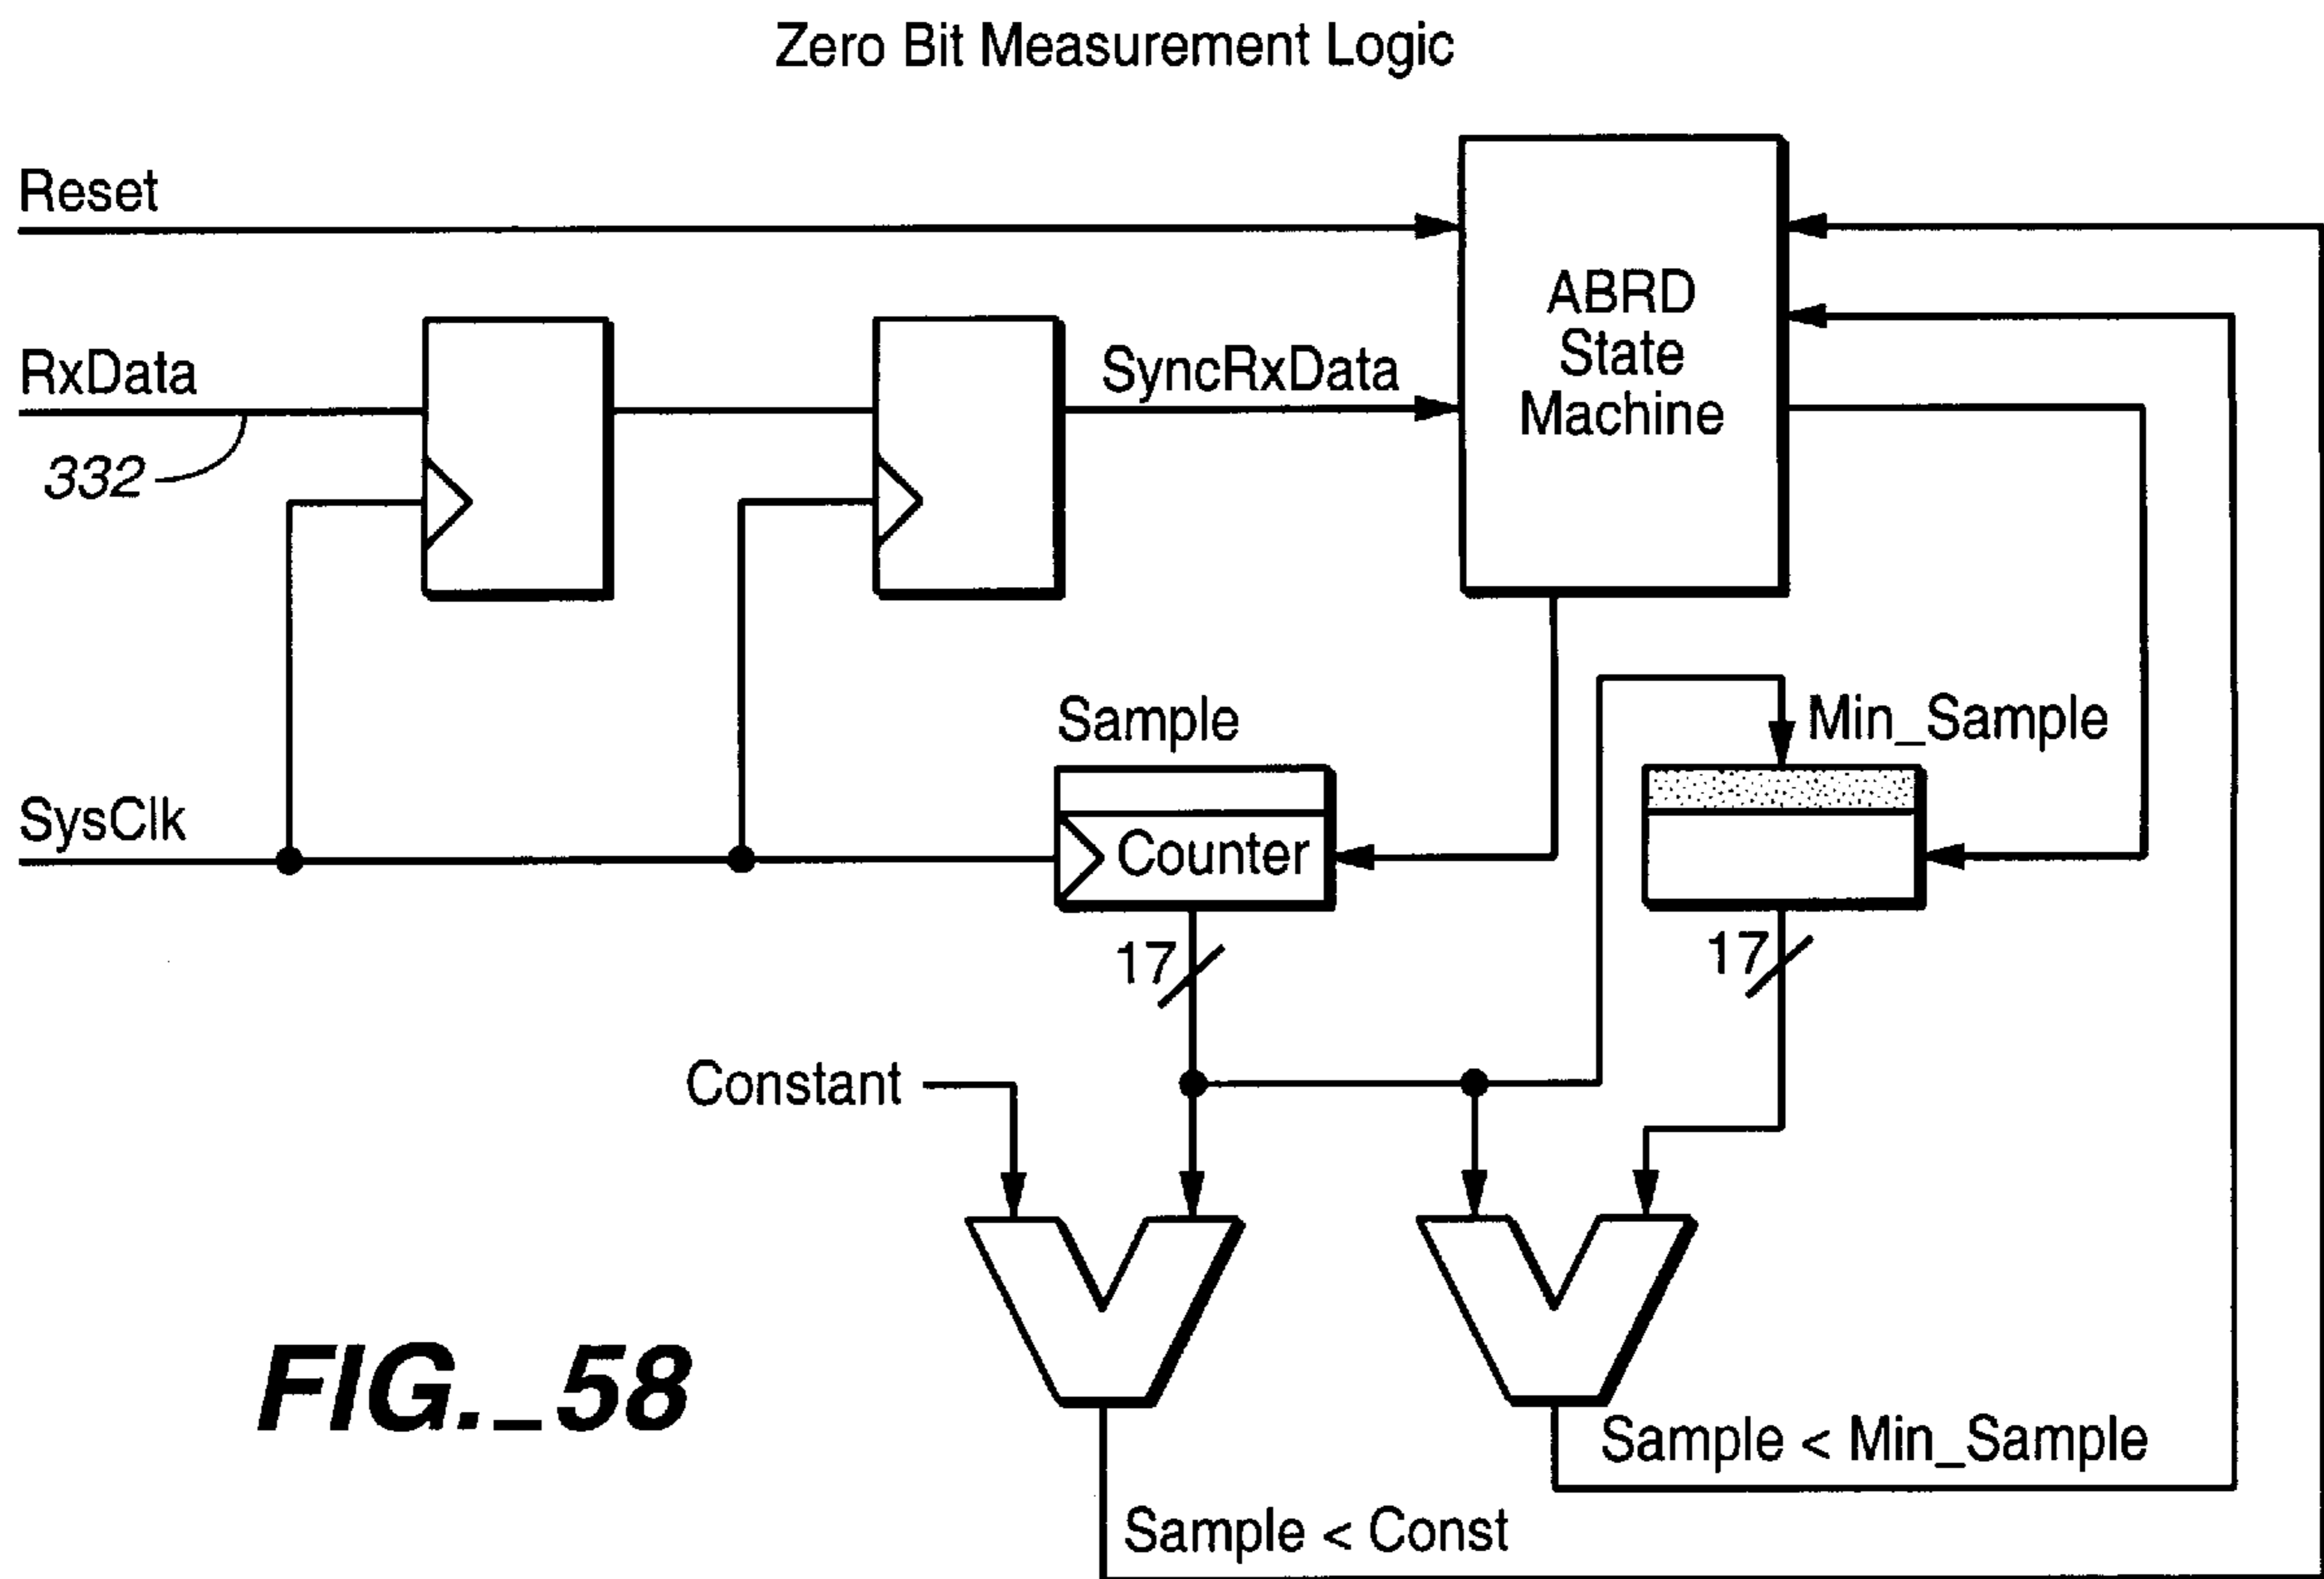 Zero Bit Measurement Logic
Reset
ABRD
State
Machine
RxData
SyncRxData
332
Sample
Min_Sample
SysClk
Counter
17
17
Constant
FIG._58
Sample < Min_Sample
Sample < Const